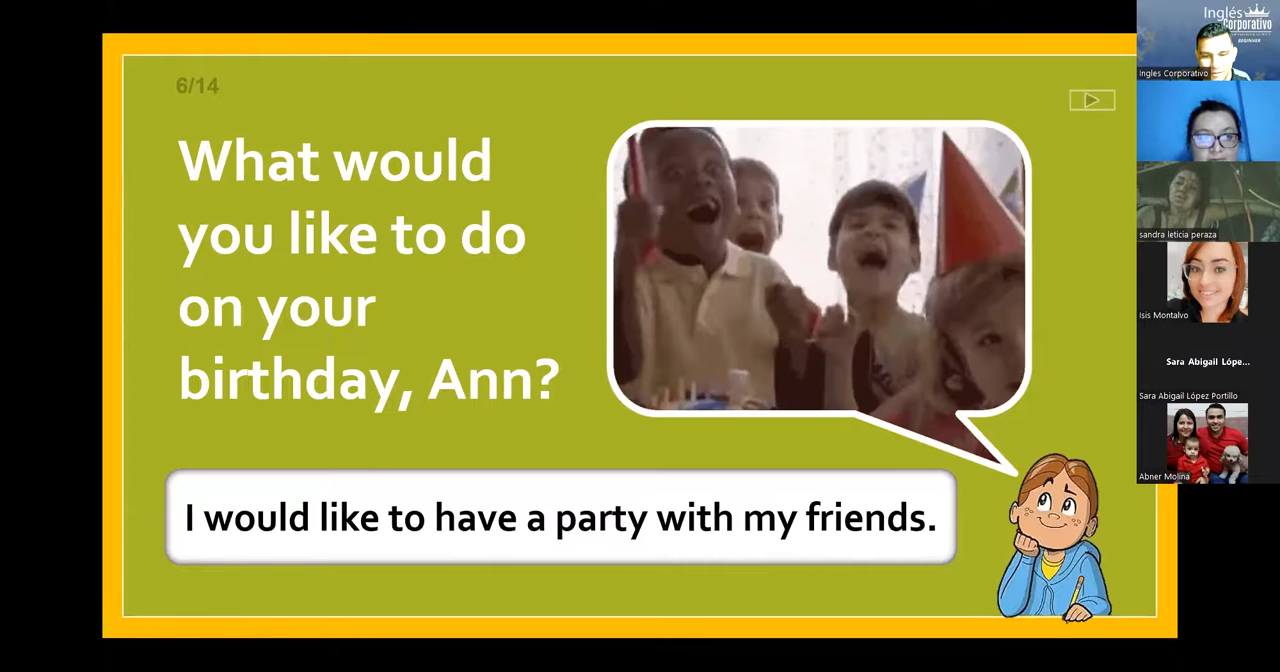 6/14
What would
you like to do
on your
birthday, Ann?
I would like to have a party with my friends.
Inglés
Corporativo
BEGINNER
Ingles Corporativo
sandra leticia peraza
Isis Montalvo
Sara Abigail Lópe...
Sara Abigail López Portillo
Abner Molina